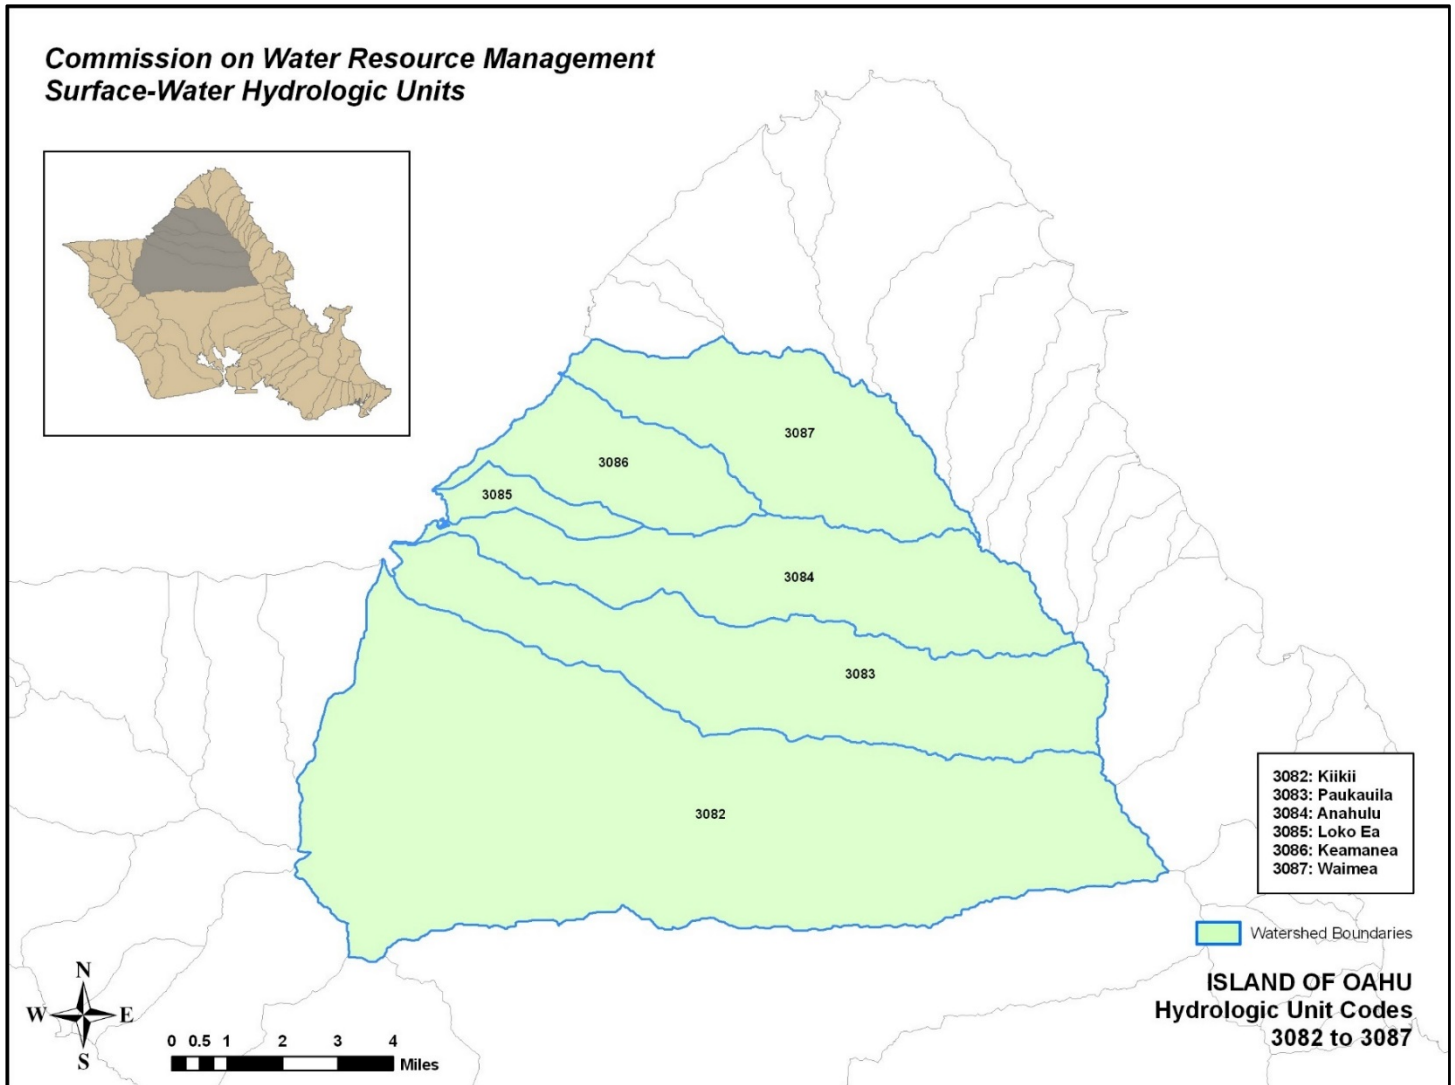 Commission on Water Resource Management
Surface-Water Hydrologic Units
3087
3086
3085
3084
3083
3082
3082: Kiikii
3083: Paukauila
3084: Anahulu
3085: Loko Ea
3086: Keamanea
3087: Waimea
Watershed Boundaries
ISLAND OF OAHU
Hydrologic Unit Codes
3082 to 3087
N
W E
S
0 0.5 1 2 3 4
Miles